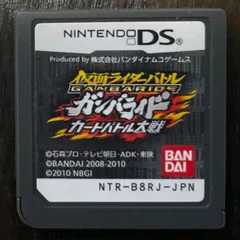 NINTENDO DS
Produced by 株式会社バンダイナムコゲームス
仮面ライダーバトル
GANBARIDE
ガンバライド
カードバトル大戦
©石森プロ・テレビ朝日・ADK・東映
©BANDAI 2008-2010
©2010 NBGI
BAN
DAI
NTR-B8RJ-JPN